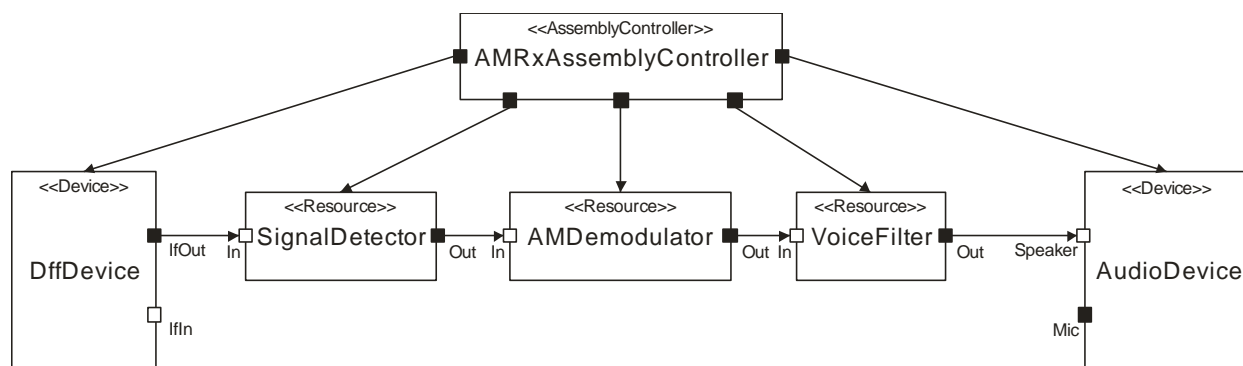 <<AssemblyController>>
AMRxAssemblyController
<<Device>>
DffDevice
IfOut
IfIn
<<Resource>>
SignalDetector
In
Out
<<Resource>>
AMDemodulator
In
Out
<<Resource>>
VoiceFilter
In
Out
<<Device>>
AudioDevice
Speaker
Mic